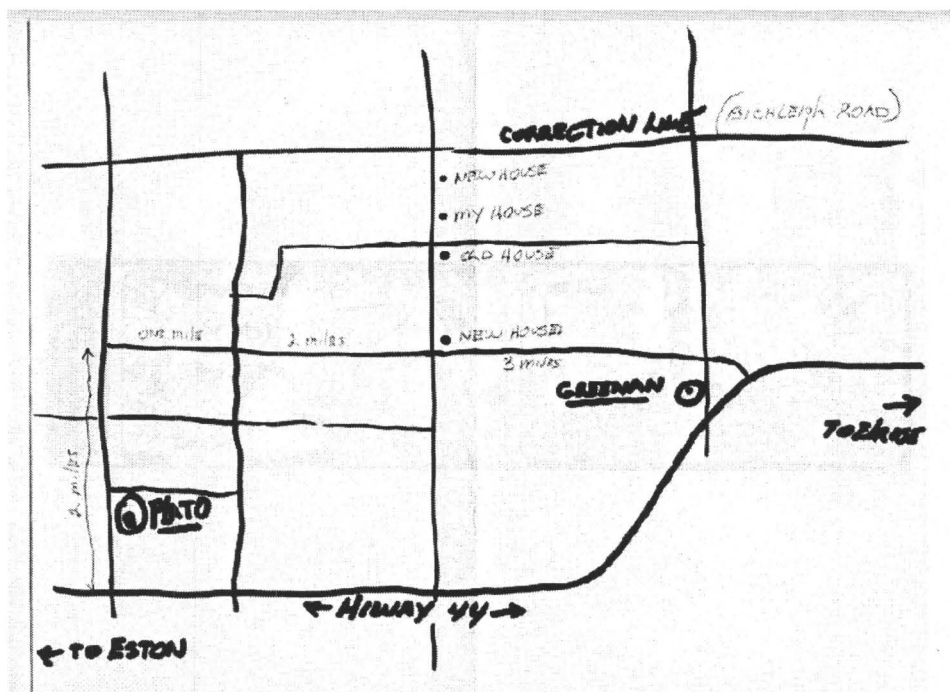 CORRECTION LINE
(BICKLEIGH ROAD)
• NEW HOUSE
• MY HOUSE
• OLD HOUSE
ONE mile
2 miles
• NEW HOUSE
3 miles
GREENAN
→
TO ELROSE
2 miles
PLATO
← HIWAY 44 →
← TO ESTON